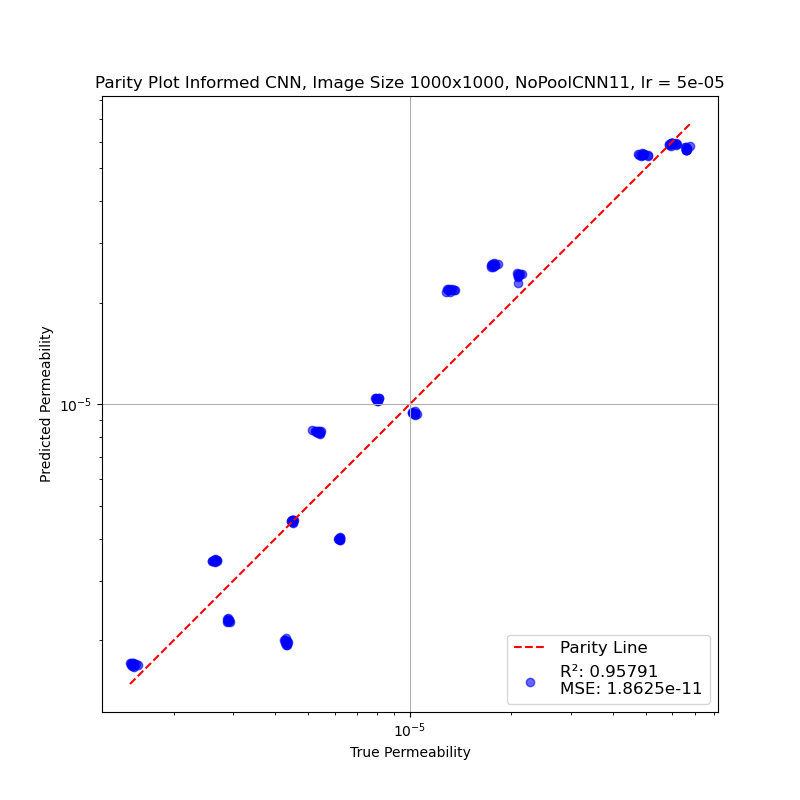 Parity Plot Informed CNN, Image Size 1000x1000, NoPoolCNN11, lr = 5e-05
Predicted Permeability
10⁻⁵
Parity Line
R²: 0.95791
MSE: 1.8625e-11
10⁻⁵
True Permeability